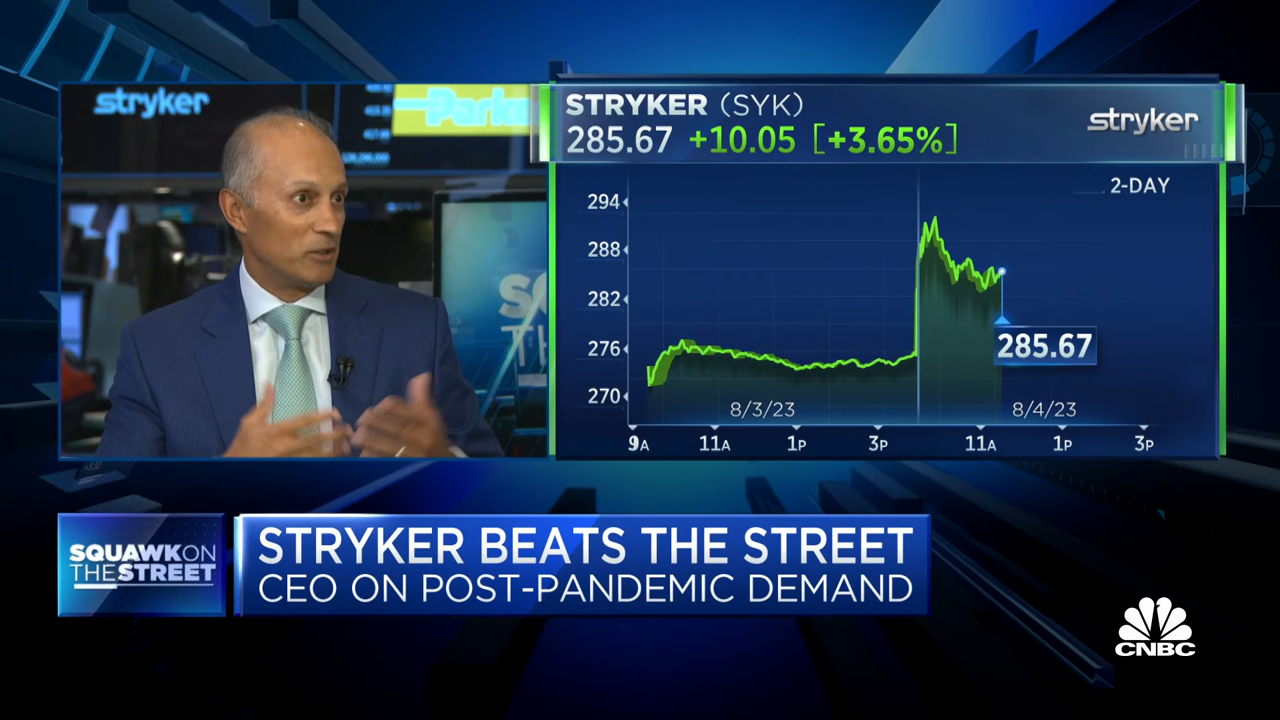 stryker
Park
STRYKER (SYK)
285.67 +10.05 [+3.65%]
stryker
2-DAY
294
288
282
276
270
285.67
8/3/23
8/4/23
9A 11A 1P 3P 11A 1P 3P
SQUAWK ON
THE STREET
STRYKER BEATS THE STREET
CEO ON POST-PANDEMIC DEMAND
CNBC